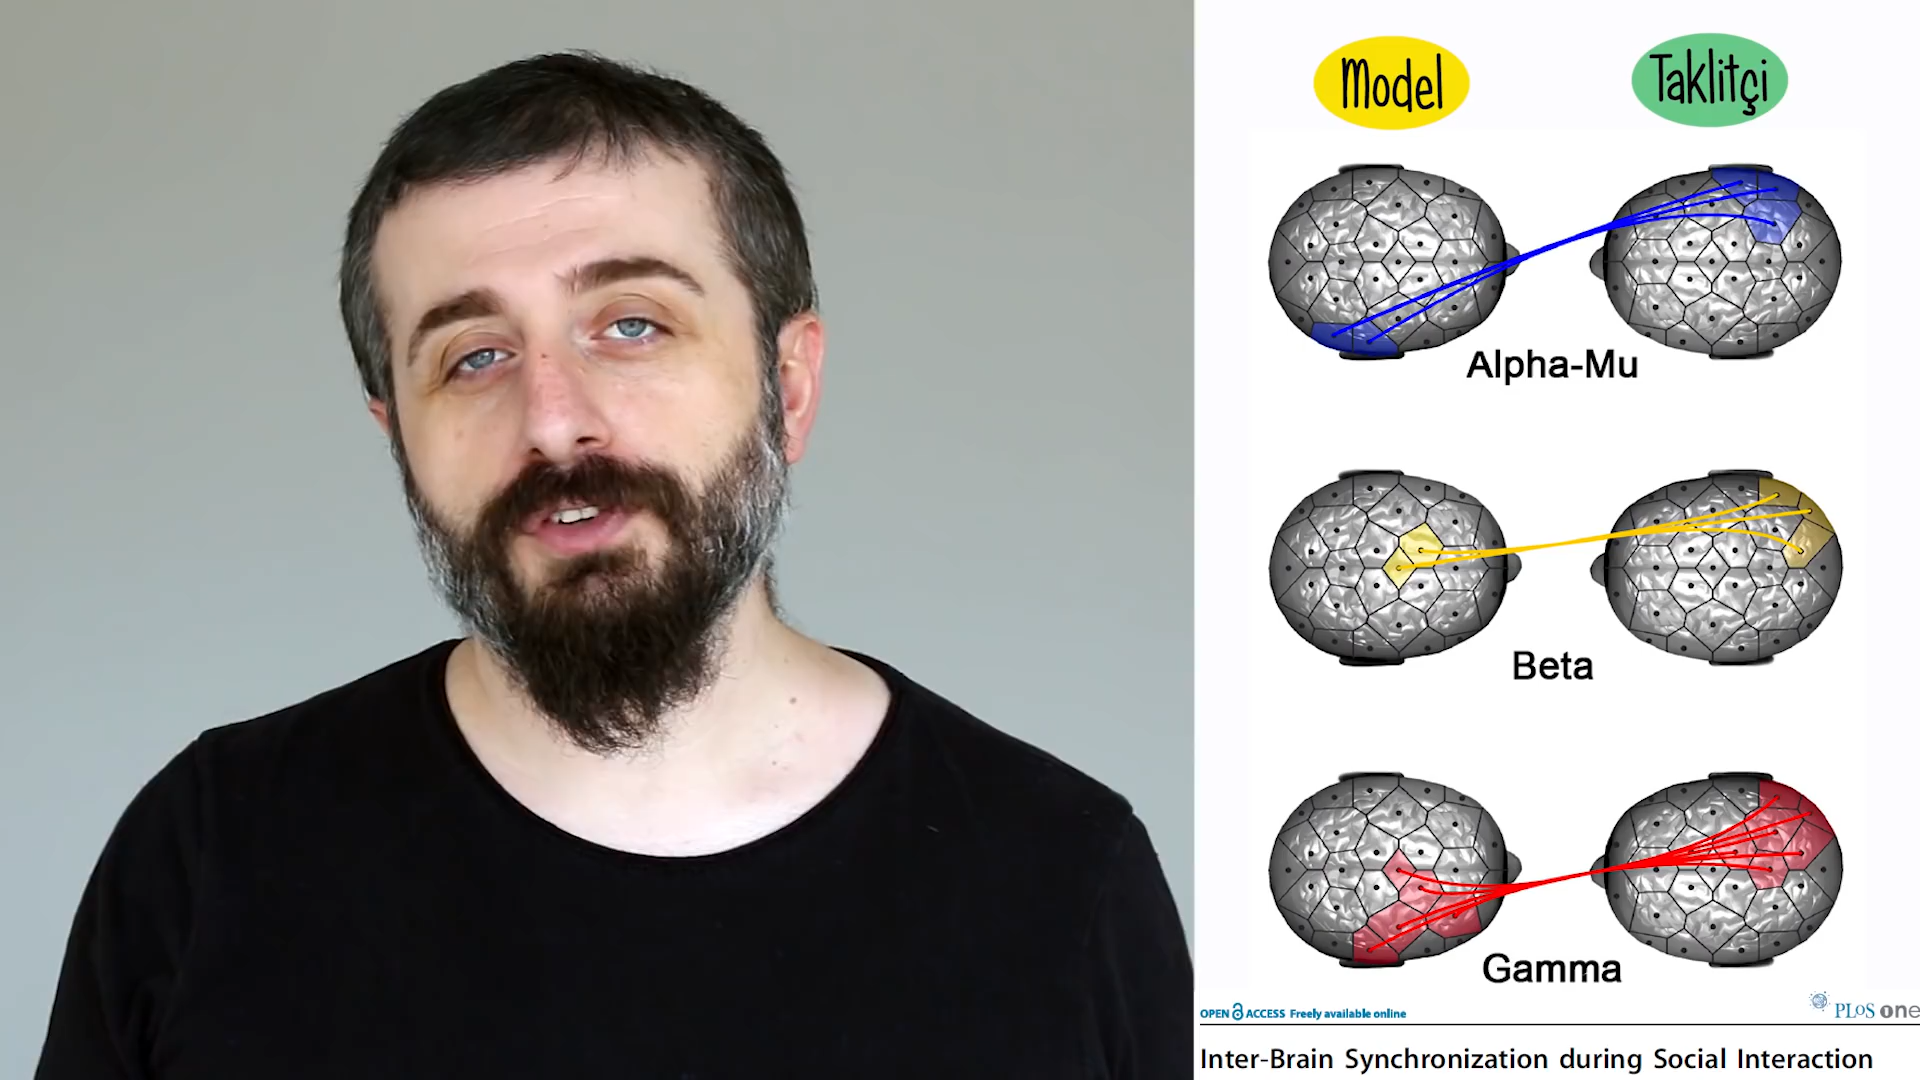 Model
Taklitçi
Alpha-Mu
Beta
Gamma
OPEN ACCESS Freely available online
PLoS one
Inter-Brain Synchronization during Social Interaction